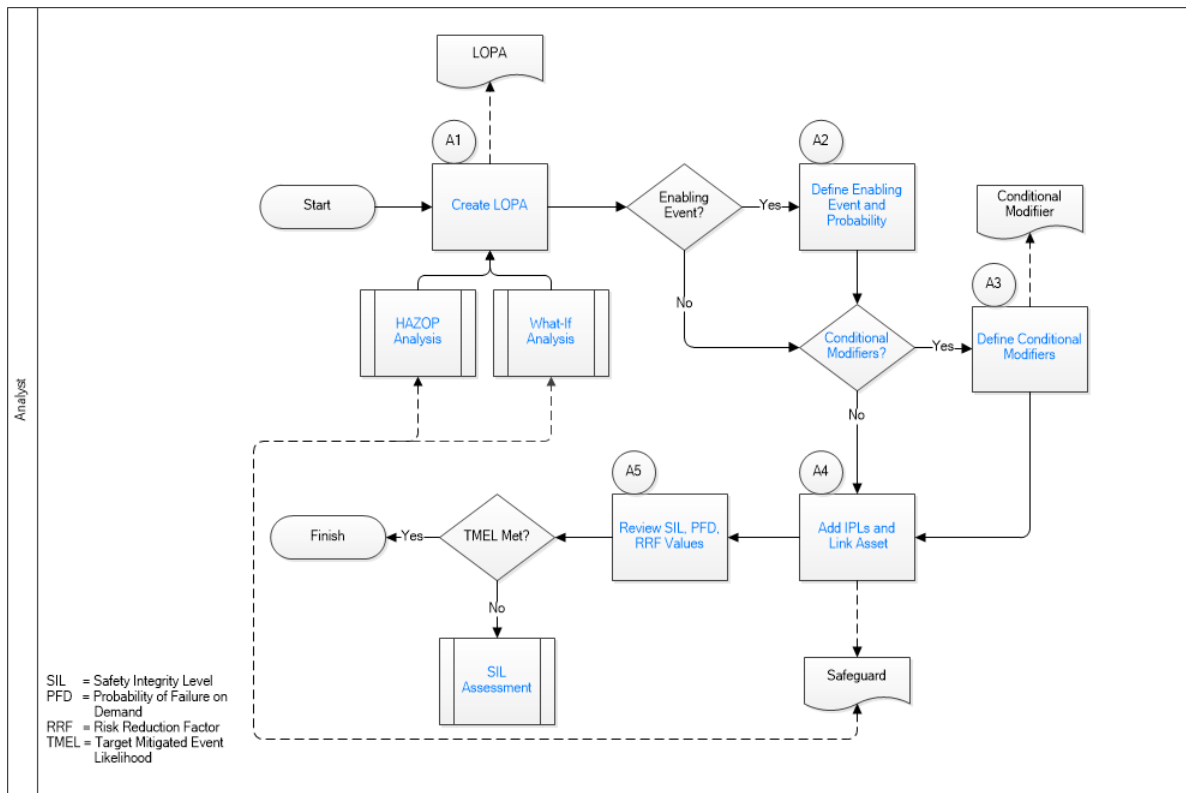 LOPA
A1
A2
Start
Create LOPA
Enabling
Event?
Yes
Define Enabling
Event and
Probability
Conditional
Modifiier
A3
No
HAZOP
Analysis
What-If
Analysis
Conditional
Modifiers?
Yes
Define Conditional
Modifiers
Analyst
No
A5
A4
Finish
Yes
TMEL Met?
Review SIL, PFD,
RRF Values
Add IPLs and
Link Asset
No
SIL
Assessment
Safeguard
SIL = Safety Integrity Level
PFD = Probability of Failure on
Demand
RRF = Risk Reduction Factor
TMEL = Target Mitigated Event
Likelihood